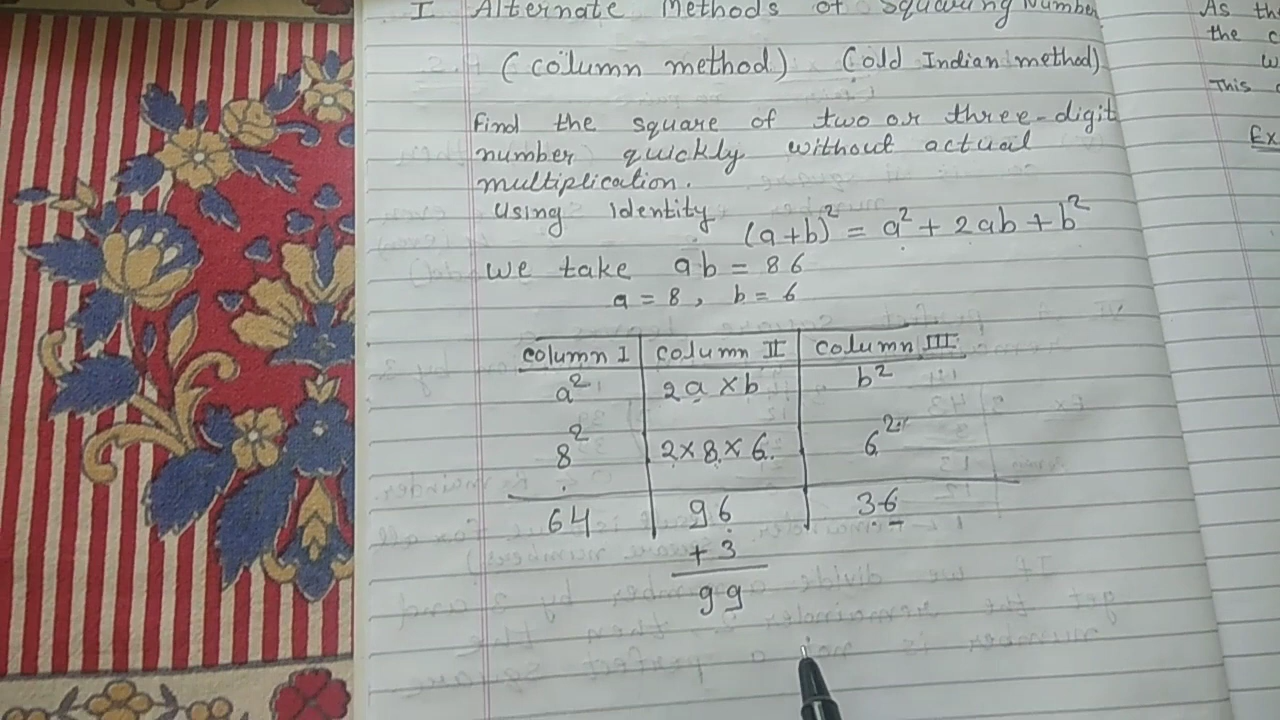 I Alternate Methods of Squaring Number
(column method) (old Indian method)
Find the square of two or three-digit
number quickly without actual
multiplication.
Using Identity
(a+b)² = a² + 2ab + b²
we take ab = 86
a = 8, b = 6
column I column II column III
a² 2a × b b²
8² 2×8×6. 6²
64 96 36
+ 3
99
As th
the c
w
This
Ex